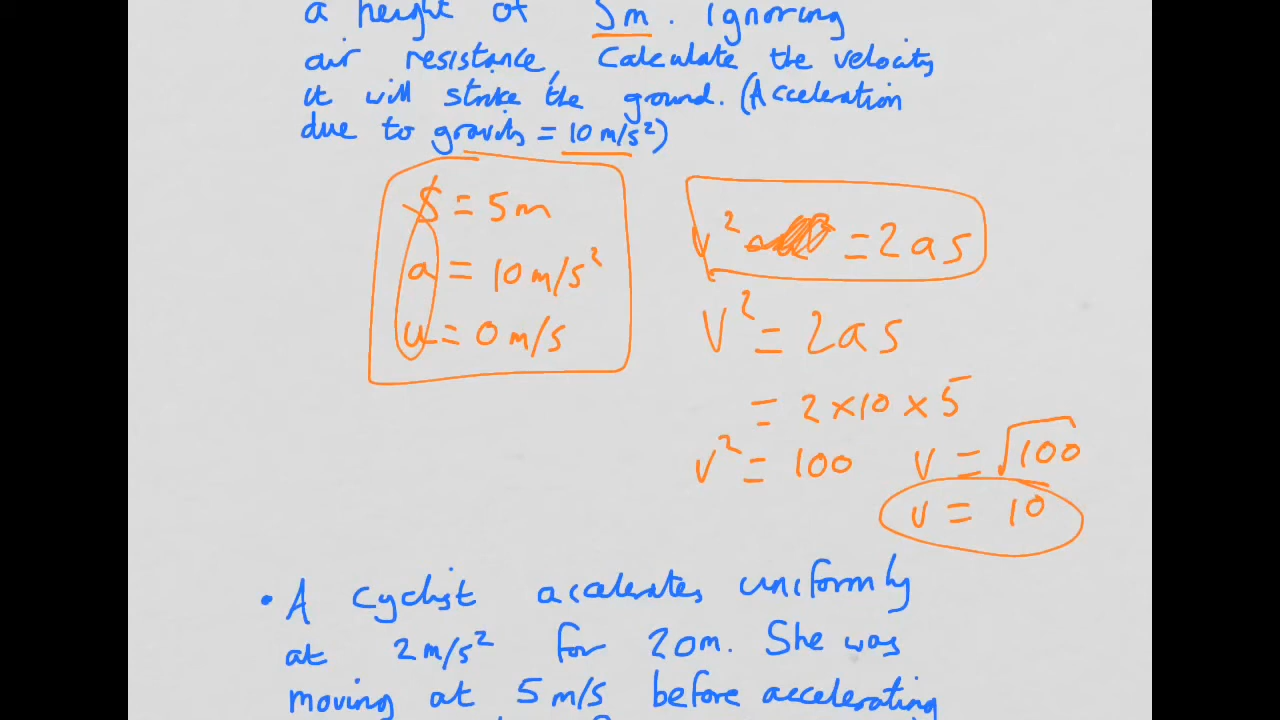 a height of 5m. Ignoring
air resistance, Calculate the velocity
it will strike the ground. (Acceleration
due to gravity = 10 m/s²)
s = 5m
a = 10 m/s²
u = 0 m/s
v² = 2as
v² = 2as
= 2 × 10 × 5
v² = 100
v = √100
v = 10
• A cyclist accelerates uniformly
at 2 m/s² for 20m. She was
moving at 5 m/s before accelerating